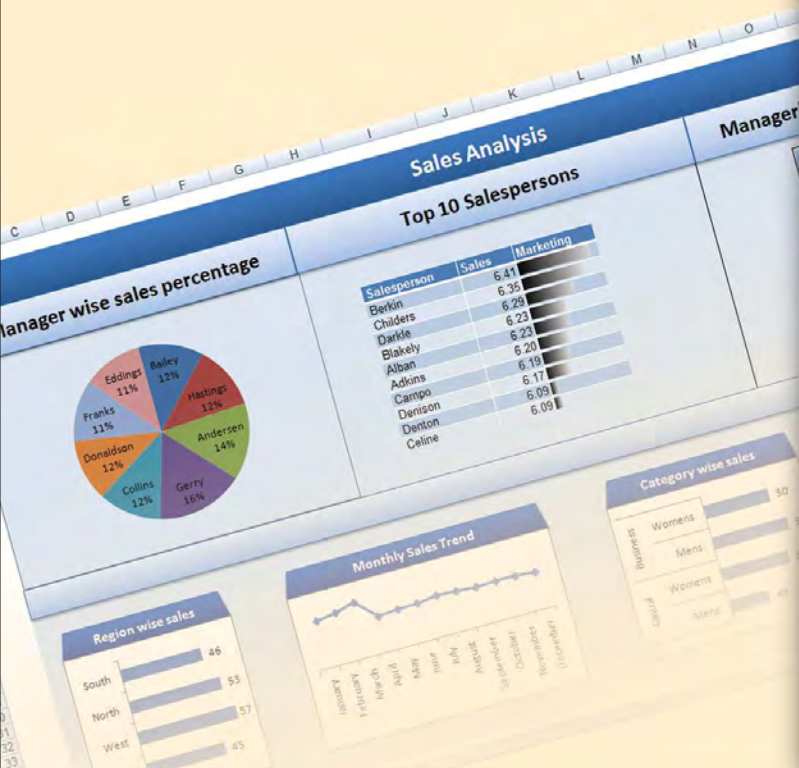 C D E F G H I J K L M N O
Sales Analysis
Manager wise sales percentage
Top 10 Salespersons
Manager
Bailey
12%
Hastings
12%
Andersen
14%
Gerry
16%
Collins
12%
Donaldson
12%
Franks
11%
Eddings
11%
Salesperson Sales Marketing
Berkin 6.41
Childers 6.35
Darkle 6.29
Blakely 6.23
Alban 6.23
Adkins 6.20
Campo 6.19
Denison 6.17
Denton 6.09
Celine 6.09
Region wise sales
South 46
North 53
West 57
45
Monthly Sales Trend
January
February
March
April
May
June
July
August
September
October
November
December
Category wise sales
Business
Womens 50
Mens
Womens
Mens
31
32
33